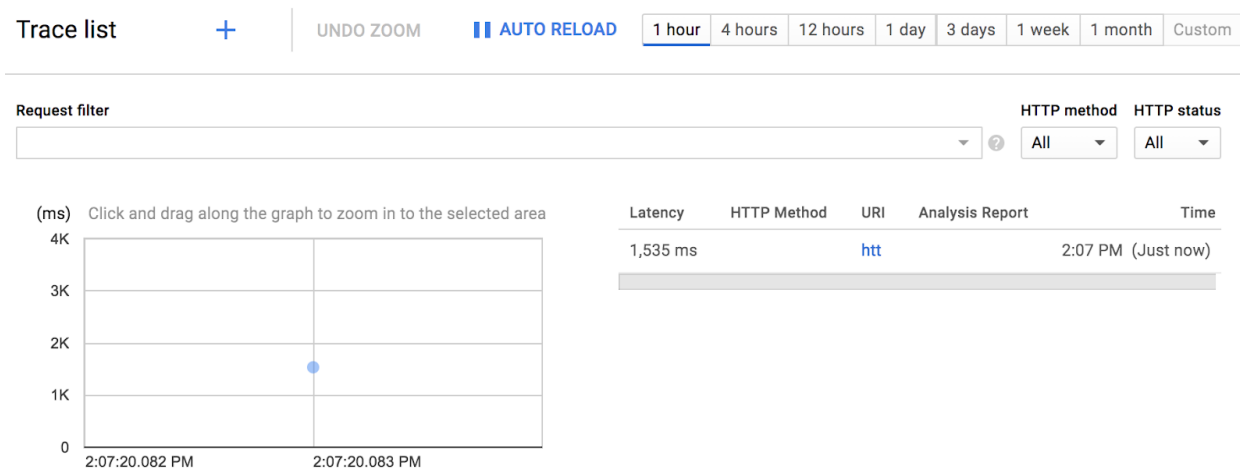 Trace list + UNDO ZOOM AUTO RELOAD 1 hour 4 hours 12 hours 1 day 3 days 1 week 1 month Custom
Request filter HTTP method HTTP status
? All All
(ms) Click and drag along the graph to zoom in to the selected area
4K
3K
2K
1K
0
2:07:20.082 PM 2:07:20.083 PM
Latency HTTP Method URI Analysis Report Time
1,535 ms htt 2:07 PM (Just now)